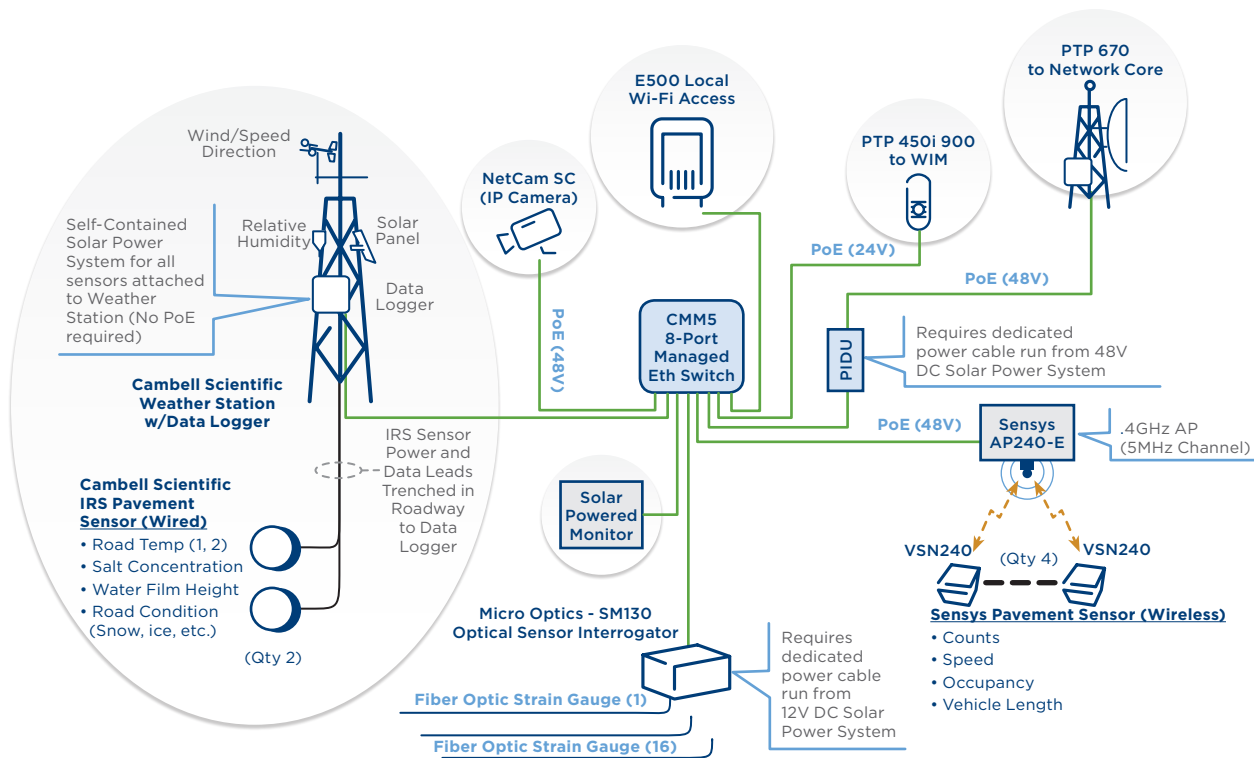 Wind/Speed
Direction
Self-Contained
Solar Power
System for all
sensors attached
to Weather
Station (No PoE
required)
Relative
Humidity
Solar
Panel
Data
Logger
Cambell Scientific
Weather Station
w/Data Logger
IRS Sensor
Power and
Data Leads
Trenched in
Roadway
to Data
Logger
Cambell Scientific
IRS Pavement
Sensor (Wired)
• Road Temp (1, 2)
• Salt Concentration
• Water Film Height
• Road Condition
(Snow, ice, etc.)
(Qty 2)
NetCam SC
(IP Camera)
PoE (48V)
E500 Local
Wi-Fi Access
PTP 450i 900
to WIM
PoE (24V)
PTP 670
to Network Core
PoE (48V)
CMM5
8-Port
Managed
Eth Switch
PIDU
Requires dedicated
power cable run from 48V
DC Solar Power System
PoE (48V)
Sensys
AP240-E
.4GHz AP
(5MHz Channel)
Solar
Powered
Monitor
VSN240
VSN240
(Qty 4)
Sensys Pavement Sensor (Wireless)
• Counts
• Speed
• Occupancy
• Vehicle Length
Micro Optics - SM130
Optical Sensor Interrogator
Requires
dedicated
power cable
run from
12V DC Solar
Power System
Fiber Optic Strain Gauge (1)
Fiber Optic Strain Gauge (16)